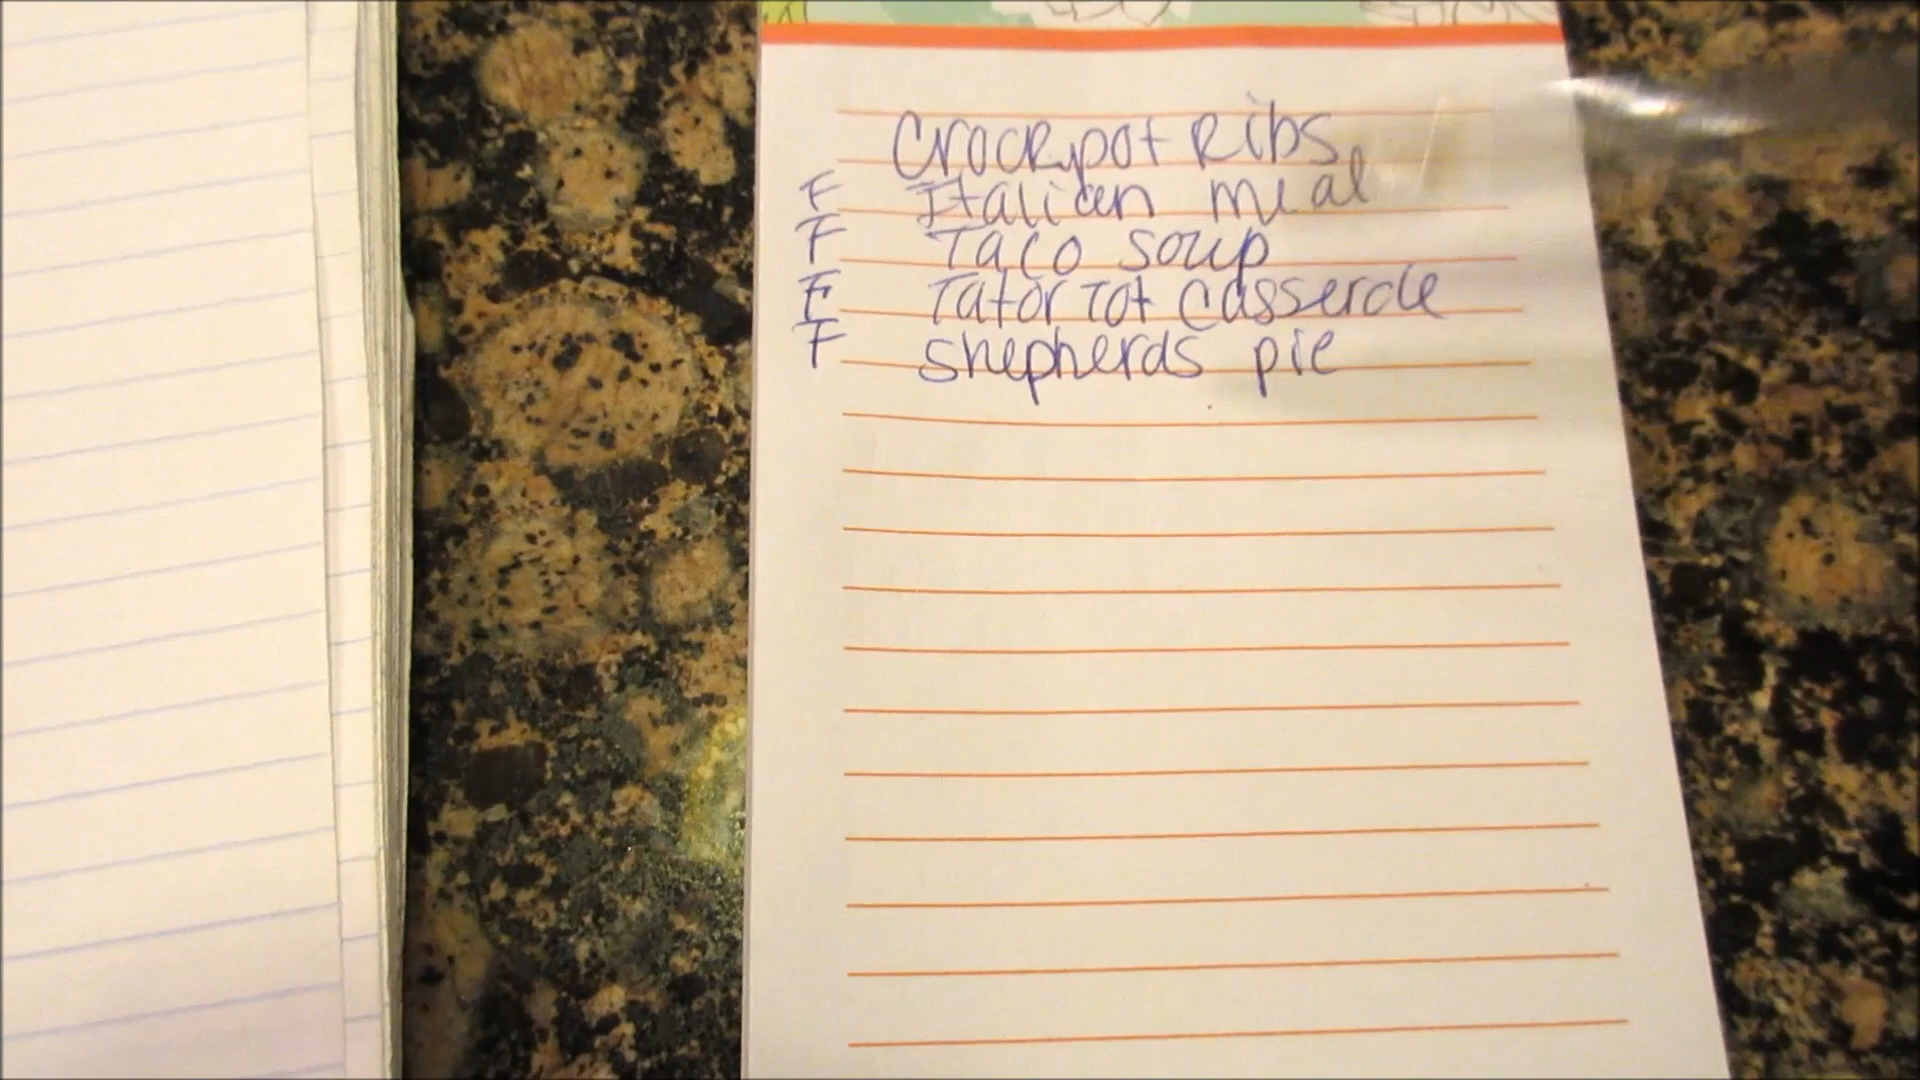 Crockpot Ribs
F Italian meal
F Taco soup
F Tator Tot casserole
F shepherds pie